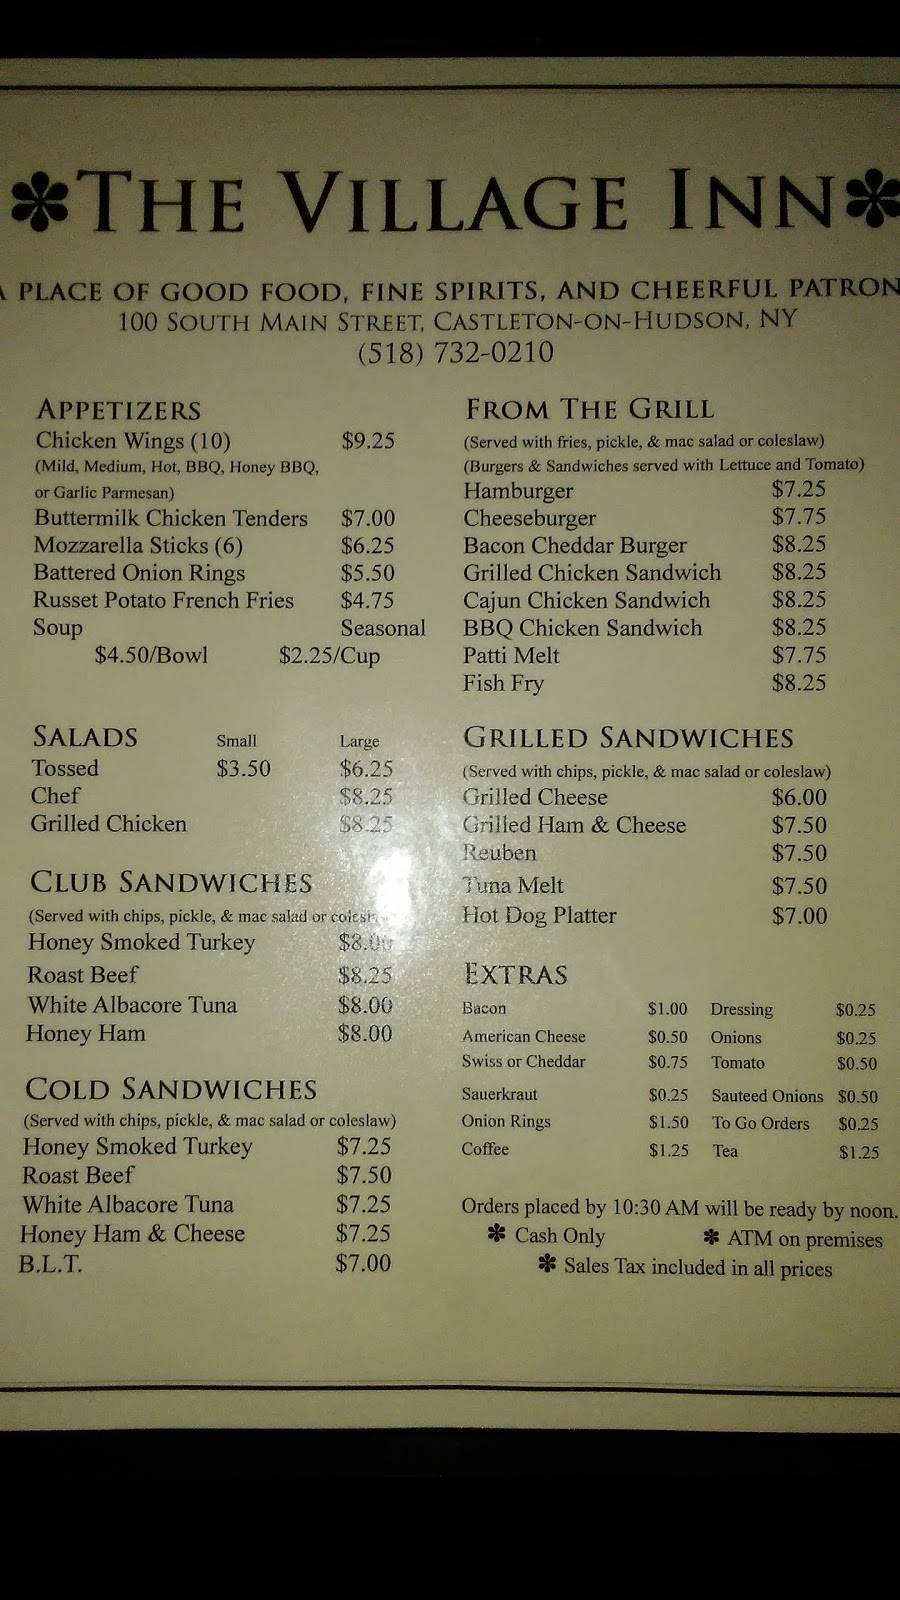 ✽THE VILLAGE INN✽
A PLACE OF GOOD FOOD, FINE SPIRITS, AND CHEERFUL PATRON
100 SOUTH MAIN STREET, CASTLETON-ON-HUDSON, NY
(518) 732-0210
APPETIZERS
Chicken Wings (10) $9.25
(Mild, Medium, Hot, BBQ, Honey BBQ,
or Garlic Parmesan)
Buttermilk Chicken Tenders $7.00
Mozzarella Sticks (6) $6.25
Battered Onion Rings $5.50
Russet Potato French Fries $4.75
Soup Seasonal
$4.50/Bowl $2.25/Cup
SALADS Small Large
Tossed $3.50 $6.25
Chef $8.25
Grilled Chicken $8.25
CLUB SANDWICHES
(Served with chips, pickle, & mac salad or
Honey Smoked Turkey $8.00
Roast Beef $8.25
White Albacore Tuna $8.00
Honey Ham $8.00
COLD SANDWICHES
(Served with chips, pickle, & mac salad or coleslaw)
Honey Smoked Turkey $7.25
Roast Beef $7.50
White Albacore Tuna $7.25
Honey Ham & Cheese $7.25
B.L.T. $7.00
FROM THE GRILL
(Served with fries, pickle, & mac salad or coleslaw)
(Burgers & Sandwiches served with Lettuce and Tomato)
Hamburger $7.25
Cheeseburger $7.75
Bacon Cheddar Burger $8.25
Grilled Chicken Sandwich $8.25
Cajun Chicken Sandwich $8.25
BBQ Chicken Sandwich $8.25
Patti Melt $7.75
Fish Fry $8.25
GRILLED SANDWICHES
(Served with chips, pickle, & mac salad or coleslaw)
Grilled Cheese $6.00
Grilled Ham & Cheese $7.50
Reuben $7.50
Tuna Melt $7.50
Hot Dog Platter $7.00
EXTRAS
Bacon $1.00 Dressing $0.25
American Cheese $0.50 Onions $0.25
Swiss or Cheddar $0.75 Tomato $0.50
Sauerkraut $0.25 Sauteed Onions $0.50
Onion Rings $1.50 To Go Orders $0.25
Coffee $1.25 Tea $1.25
Orders placed by 10:30 AM will be ready by noon.
✽ Cash Only ✽ ATM on premises
✽ Sales Tax included in all prices